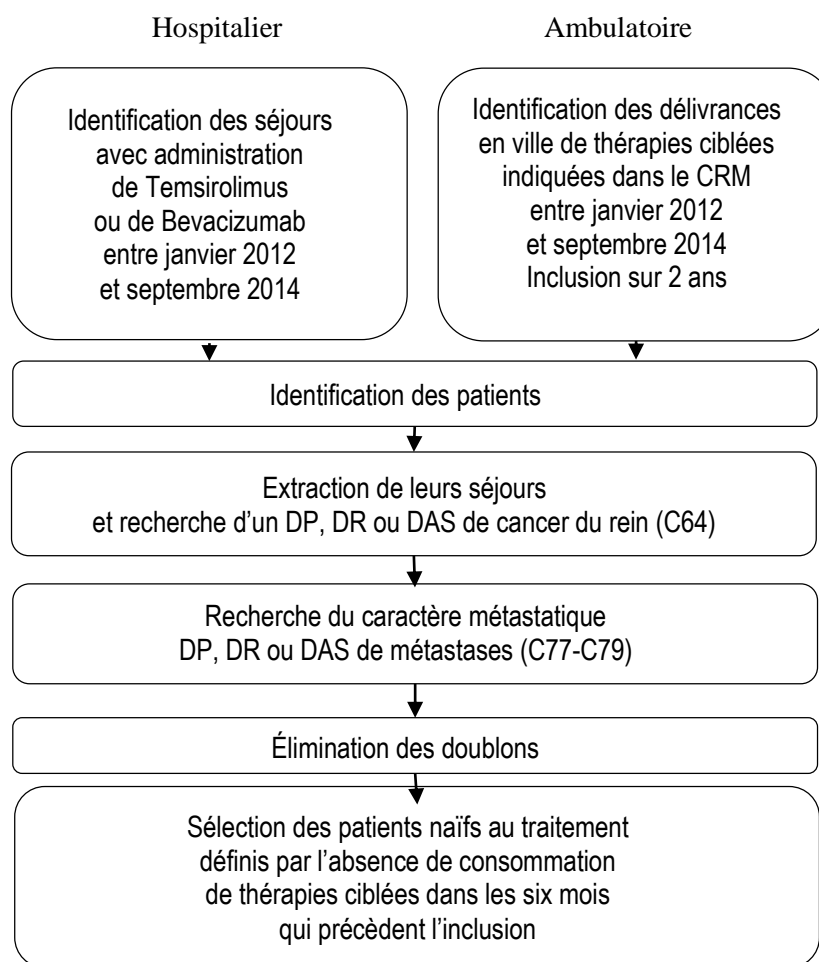 Hospitalier
Ambulatoire
Identification des séjours
avec administration
de Temsirolimus
ou de Bevacizumab
entre janvier 2012
et septembre 2014
Identification des délivrances
en ville de thérapies ciblées
indiquées dans le CRM
entre janvier 2012
et septembre 2014
Inclusion sur 2 ans
Identification des patients
Extraction de leurs séjours
et recherche d'un DP, DR ou DAS de cancer du rein (C64)
Recherche du caractère métastatique
DP, DR ou DAS de métastases (C77-C79)
Élimination des doublons
Sélection des patients naïfs au traitement
définis par l'absence de consommation
de thérapies ciblées dans les six mois
qui précèdent l'inclusion